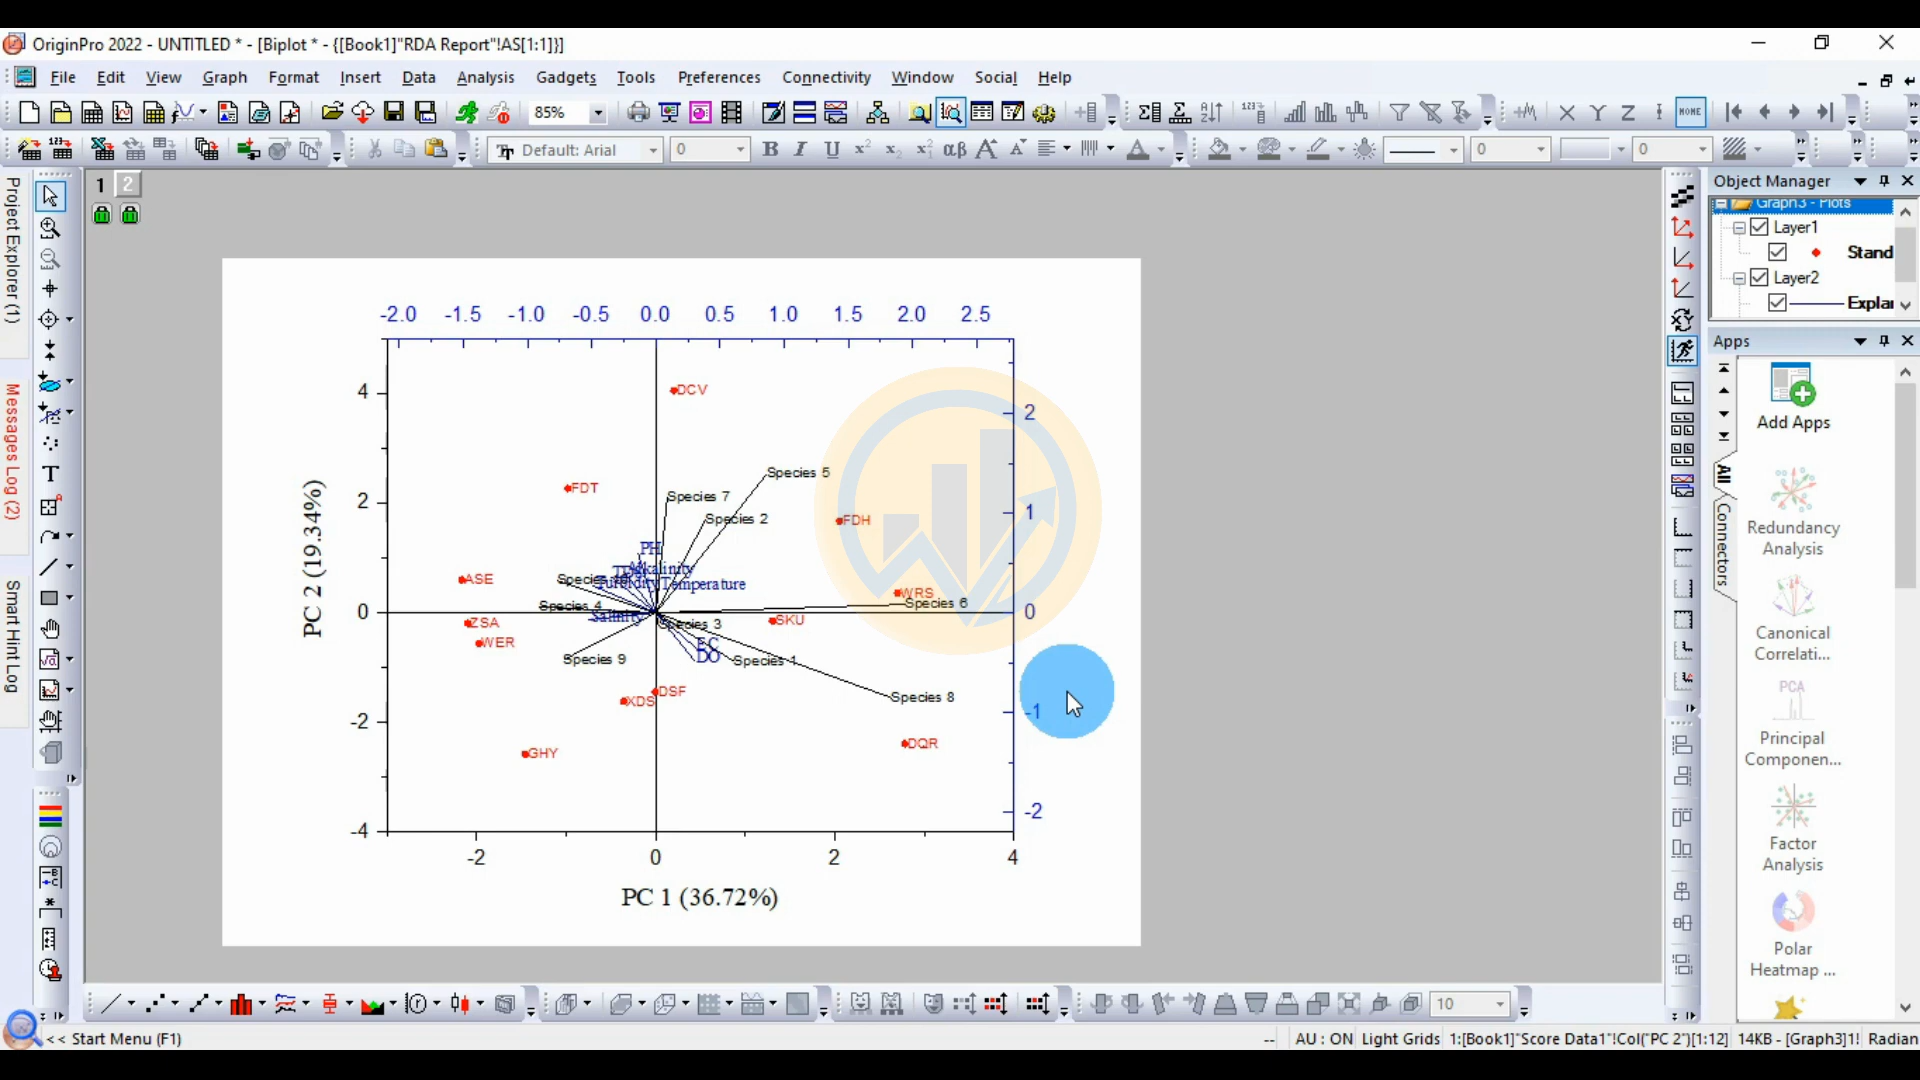 OriginPro 2022 - UNTITLED * - [Biplot * - {[Book1]"RDA Report"!AS[1:1]}]
File Edit View Graph Format Insert Data Analysis Gadgets Tools Preferences Connectivity Window Social Help
85%
HOME
Default: Arial 0 B I U αβ A A A 0 0
Project Explorer (1)
Messages Log (2)
Smart Hint Log
1 2
T
Object Manager
Graph3 - Plots
Layer1
Stand
Layer2
Explan
Apps
All
Connectors
Add Apps
Redundancy
Analysis
Canonical
Correlati...
PCA
Principal
Componen...
Factor
Analysis
Polar
Heatmap ...
-2.0 -1.5 -1.0 -0.5 0.0 0.5 1.0 1.5 2.0 2.5
4
2
0
-2
-4
PC 2 (19.34%)
DCV
Species 5
FDT
Species 7
Species 2
FDH
PH
Alkalinity
ASE
Turbidity Temperature
WRS
Species 4
Species 6
Salinity
ZSA
Species 3
SKU
WER
EC
DO
Species 9
Species 1
DSF
XDS
Species 8
DQR
GHY
2
1
0
-1
-2
-2 0 2 4
PC 1 (36.72%)
10
<< Start Menu (F1)
-- AU : ON Light Grids 1:[Book1]"Score Data1"!Col("PC 2")[1:12] 14KB - [Graph3]1! Radian